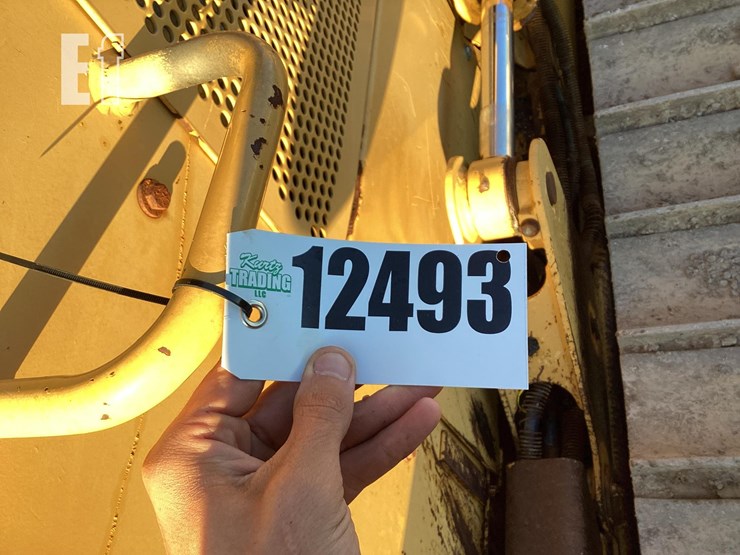 E
Kurtz
TRADING
LLC
12493